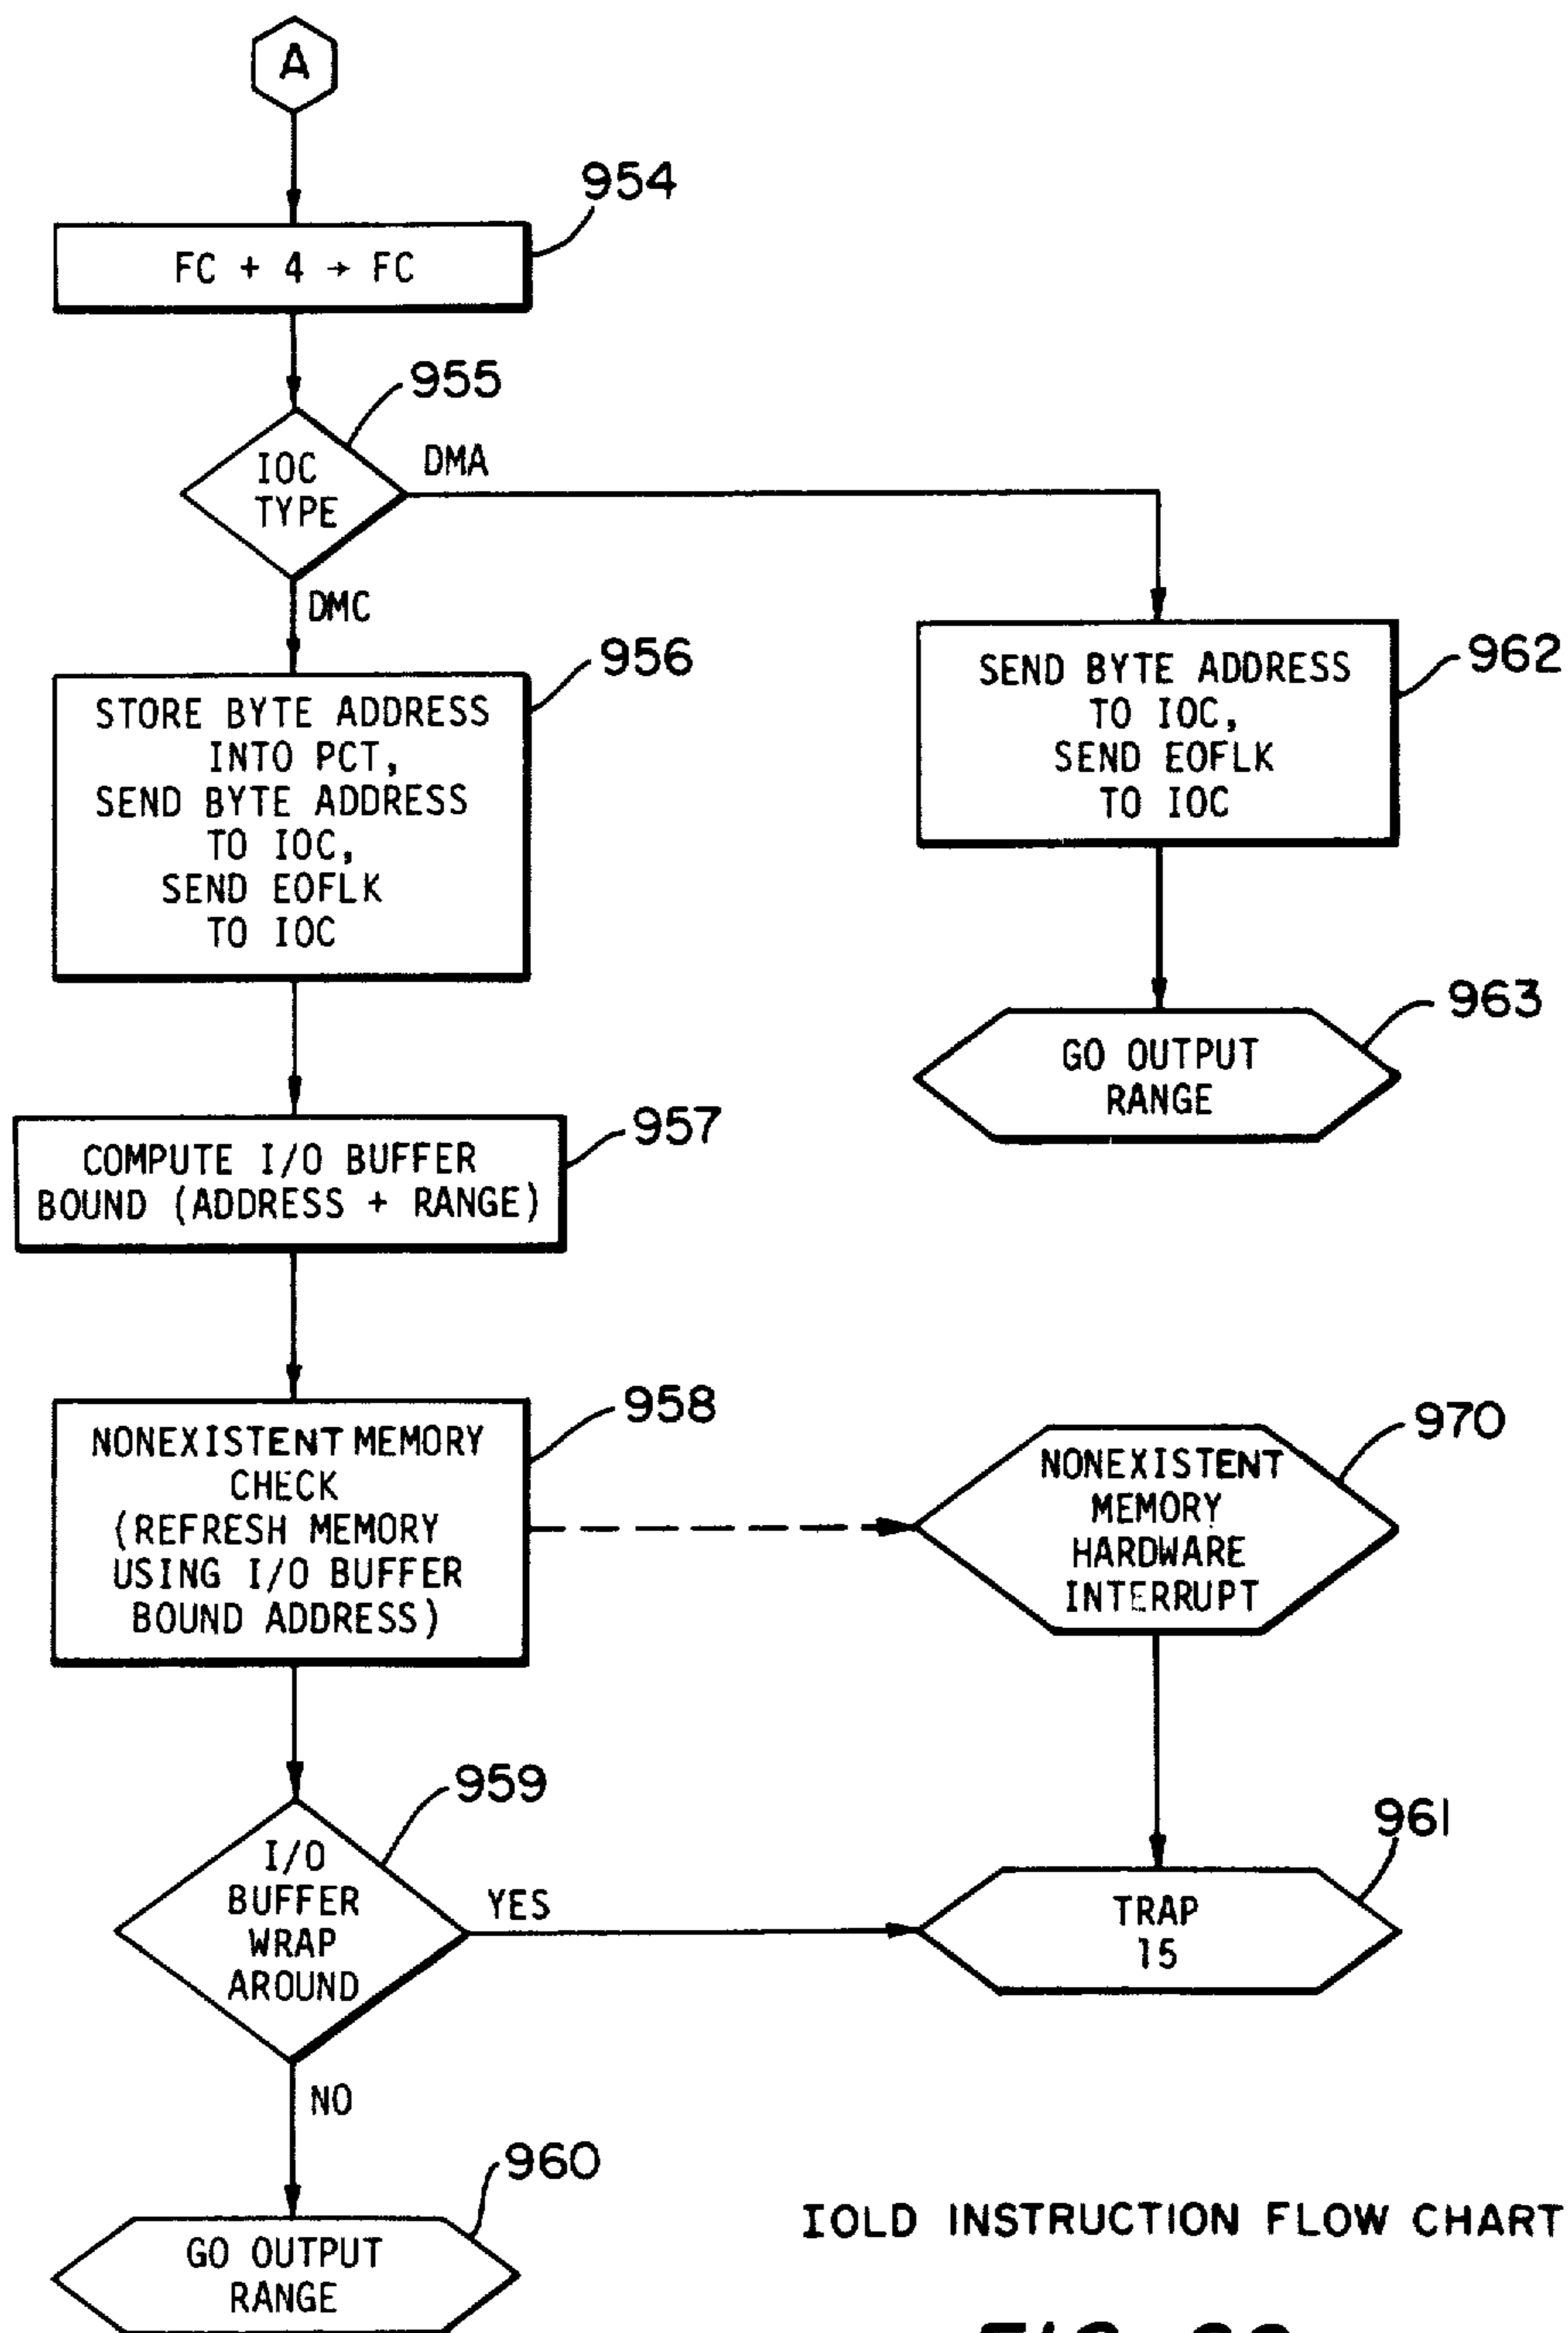 A
954
FC + 4 → FC
955
IOC
TYPE
DMA
DMC
956
STORE BYTE ADDRESS
INTO PCT,
SEND BYTE ADDRESS
TO IOC,
SEND EOFLK
TO IOC
962
SEND BYTE ADDRESS
TO IOC,
SEND EOFLK
TO IOC
963
GO OUTPUT
RANGE
957
COMPUTE I/O BUFFER
BOUND (ADDRESS + RANGE)
958
NONEXISTENT MEMORY
CHECK
(REFRESH MEMORY
USING I/O BUFFER
BOUND ADDRESS)
970
NONEXISTENT
MEMORY
HARDWARE
INTERRUPT
959
I/O
BUFFER
WRAP
AROUND
YES
NO
961
TRAP
15
960
GO OUTPUT
RANGE
IOLD INSTRUCTION FLOW CHART